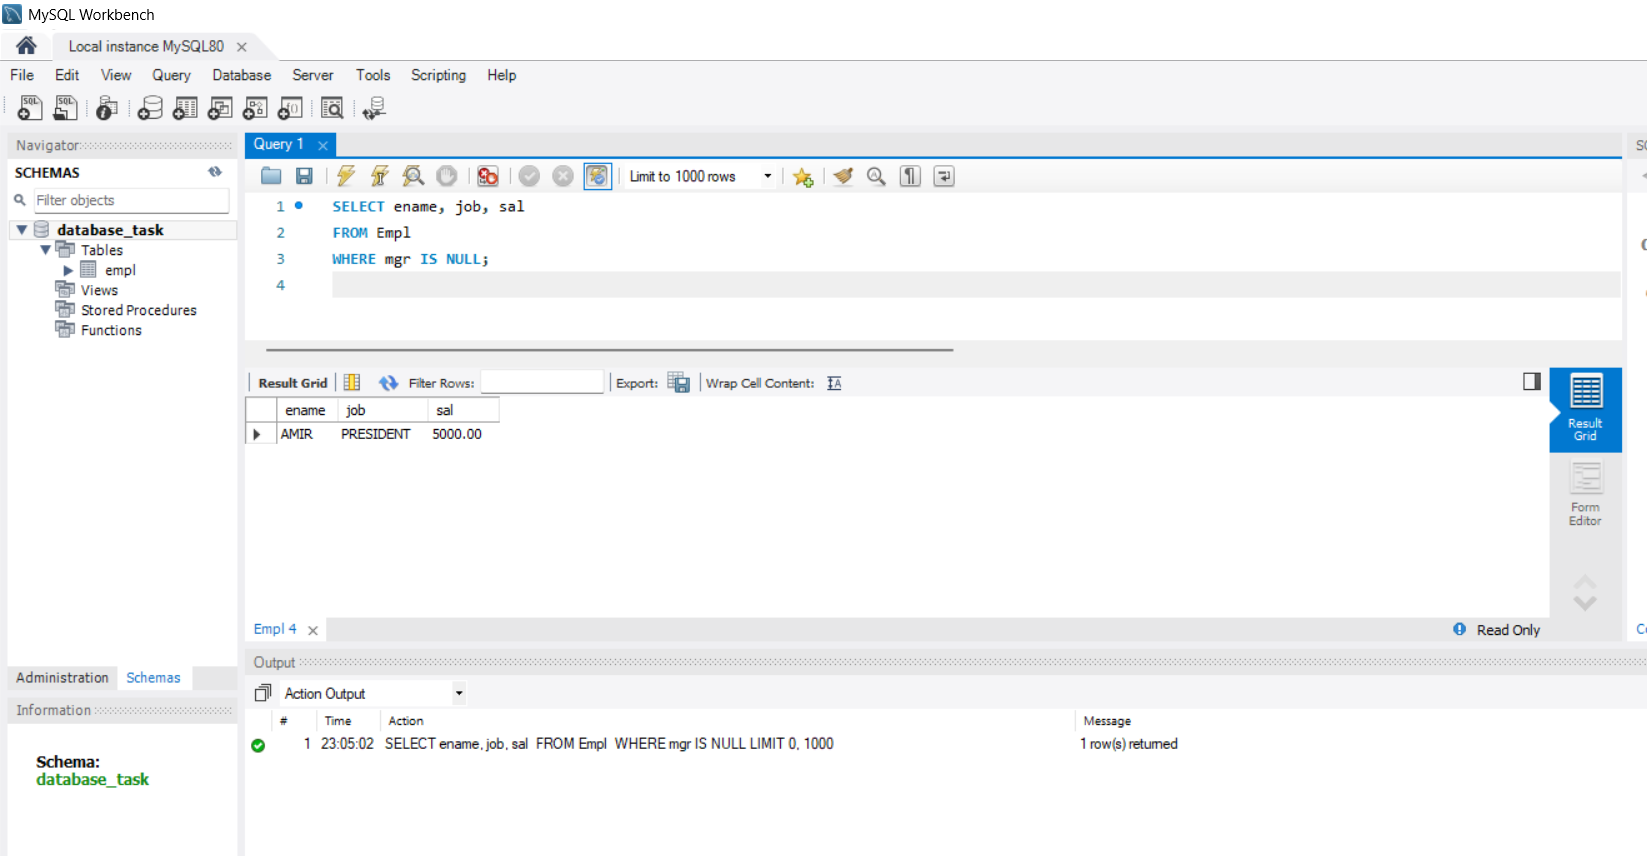 MySQL Workbench
Local instance MySQL80
File Edit View Query Database Server Tools Scripting Help
Navigator
SCHEMAS
Filter objects
database_task
Tables
empl
Views
Stored Procedures
Functions
Administration Schemas
Information
Schema:
database_task
Query 1
Limit to 1000 rows
1 SELECT ename, job, sal
2 FROM Empl
3 WHERE mgr IS NULL;
4
Result Grid Filter Rows: Export: Wrap Cell Content:
ename job sal
AMIR PRESIDENT 5000.00
Result
Grid
Form
Editor
Empl 4 Read Only
Output
Action Output
# Time Action Message
1 23:05:02 SELECT ename, job, sal FROM Empl WHERE mgr IS NULL LIMIT 0, 1000 1 row(s) returned